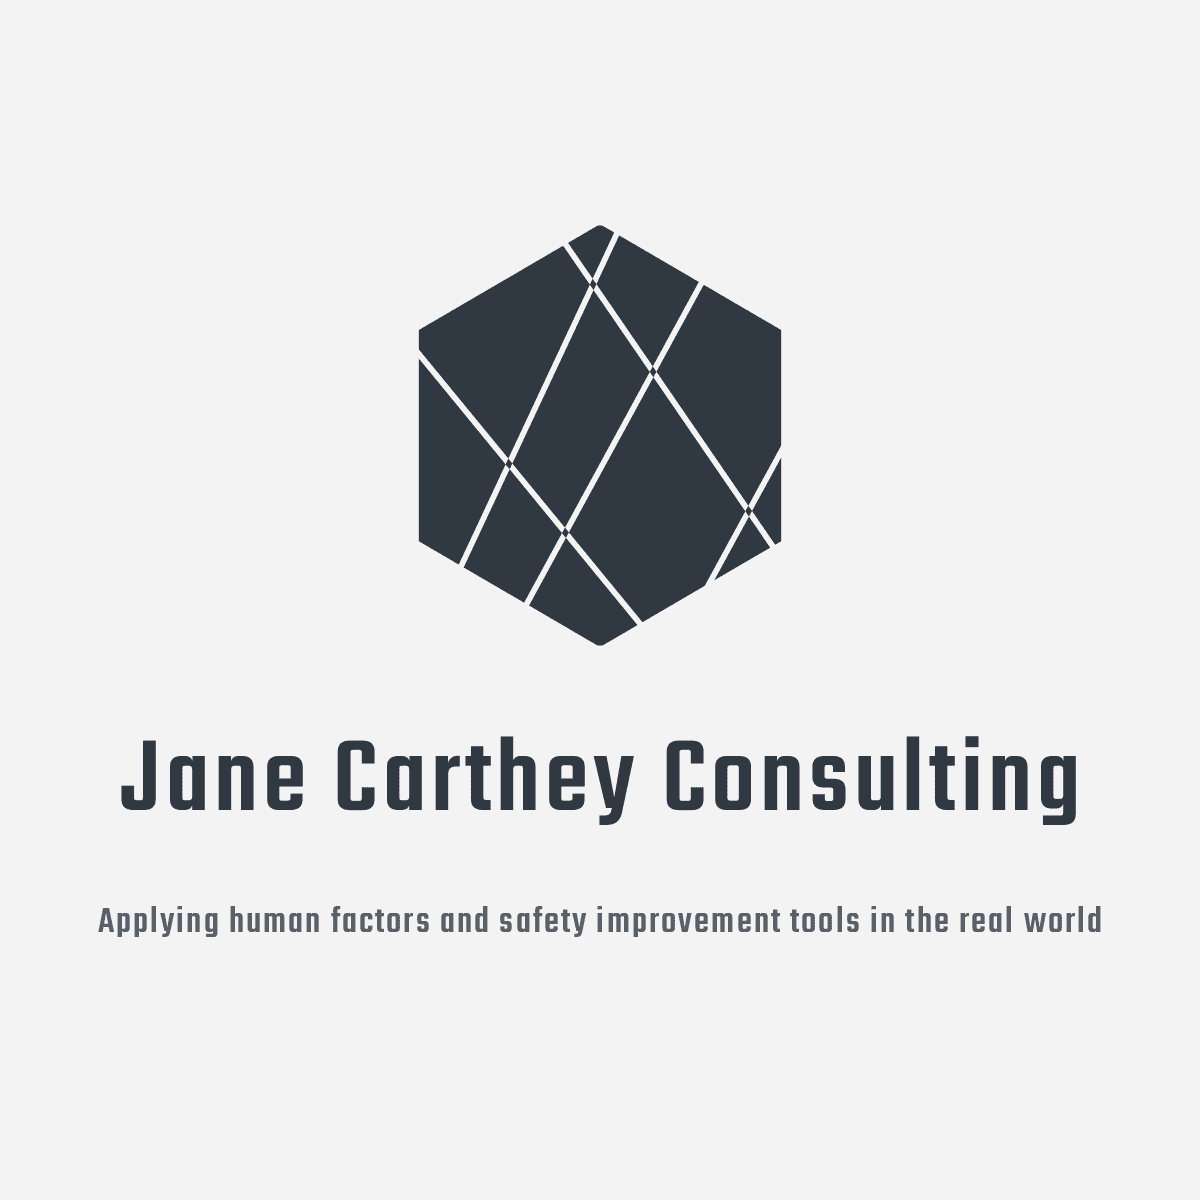 Jane Carthey Consulting
Applying human factors and safety improvement tools in the real world